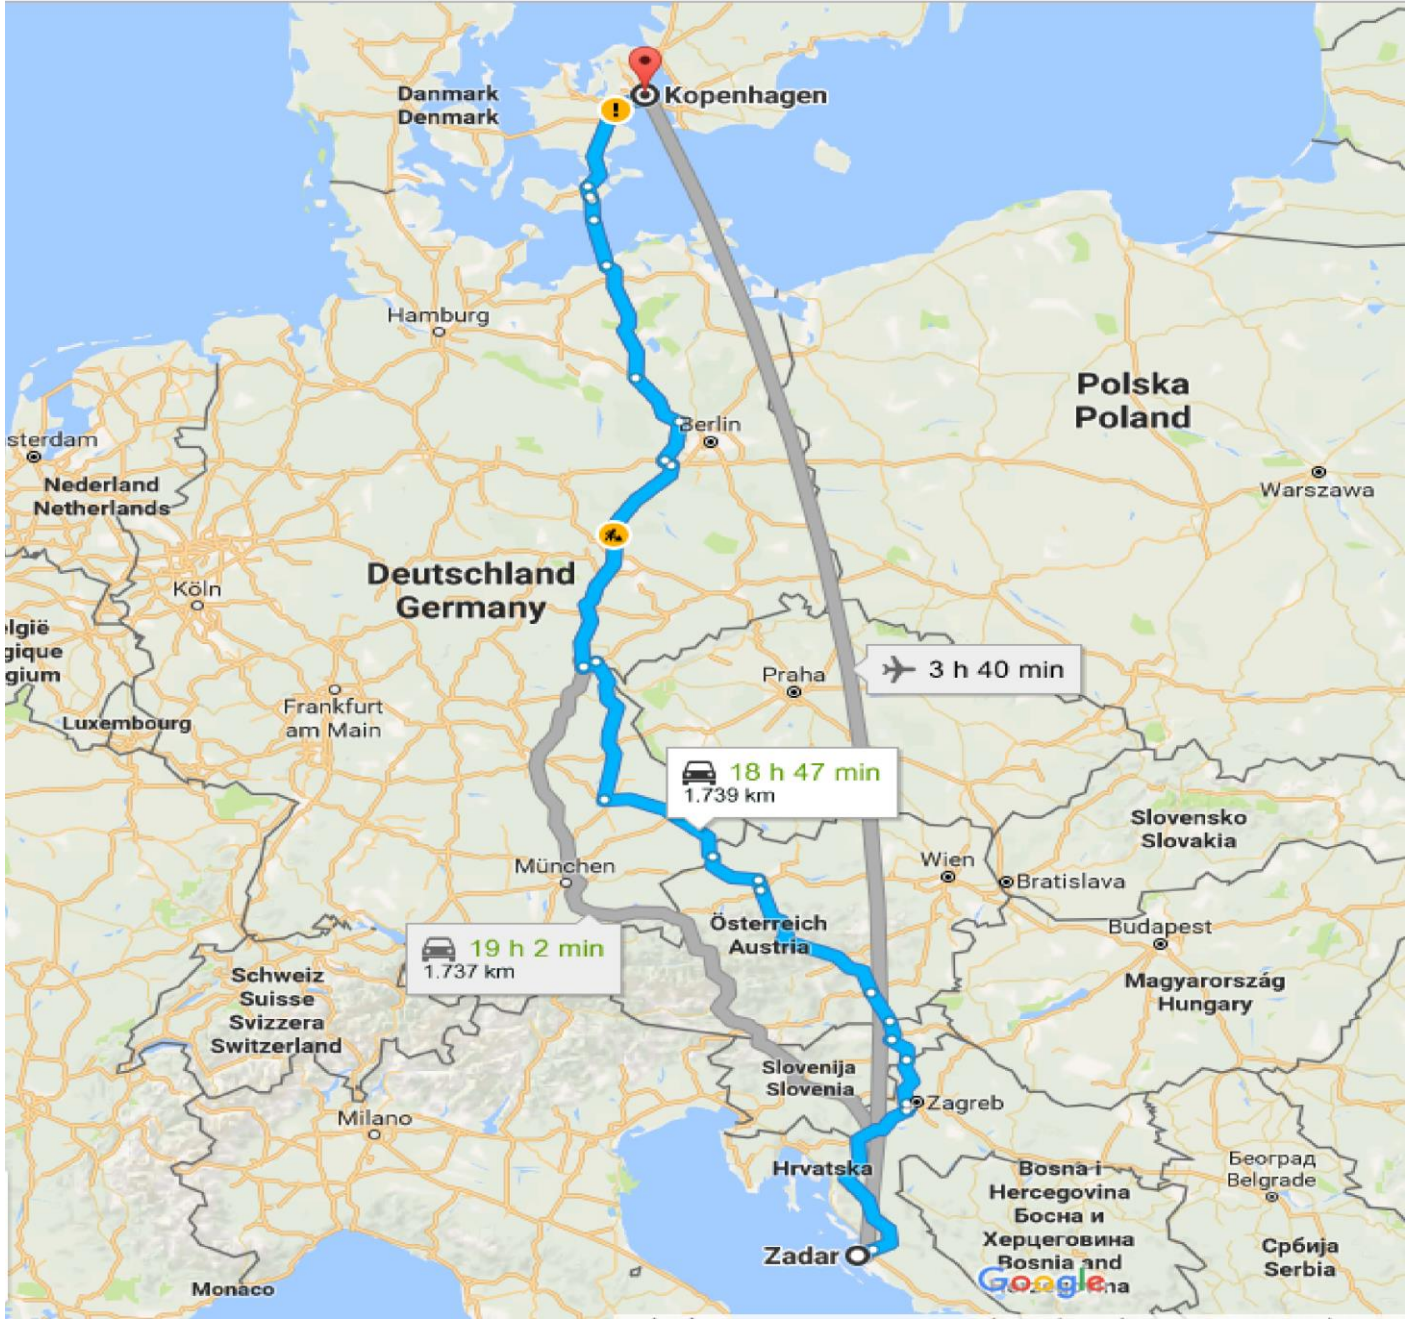 Kopenhagen
Danmark
Denmark
!
Hamburg
Polska
Poland
Berlin
sterdam
Nederland
Netherlands
Warszawa
Deutschland
Germany
Köln
elgië
gique
gium
3 h 40 min
Praha
Frankfurt
am Main
Luxembourg
18 h 47 min
1.739 km
Slovensko
Slovakia
München
Wien
Bratislava
Österreich
Austria
Budapest
19 h 2 min
1.737 km
Schweiz
Suisse
Svizzera
Switzerland
Magyarország
Hungary
Slovenija
Slovenia
Zagreb
Milano
Hrvatska
Bosna i
Hercegovina
Босна и
Херцеговина
Bosnia and
Београд
Belgrade
Zadar
Србија
Serbia
Monaco
Google